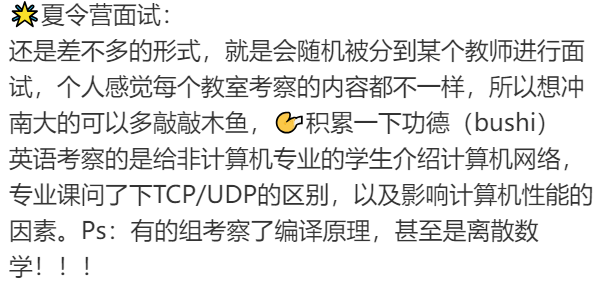 🌟夏令营面试：
还是差不多的形式，就是会随机被分到某个教师进行面
试，个人感觉每个教室考察的内容都不一样，所以想冲
南大的可以多敲敲木鱼，👉积累一下功德（bushi）
英语考察的是给非计算机专业的学生介绍计算机网络，
专业课问了下TCP/UDP的区别，以及影响计算机性能的
因素。Ps：有的组考察了编译原理，甚至是离散数
学！！！